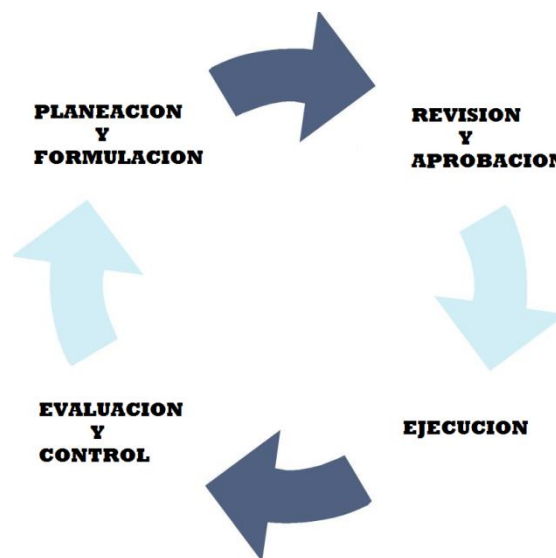 PLANEACION
Y
FORMULACION
REVISION
Y
APROBACION
EJECUCION
EVALUACION
Y
CONTROL